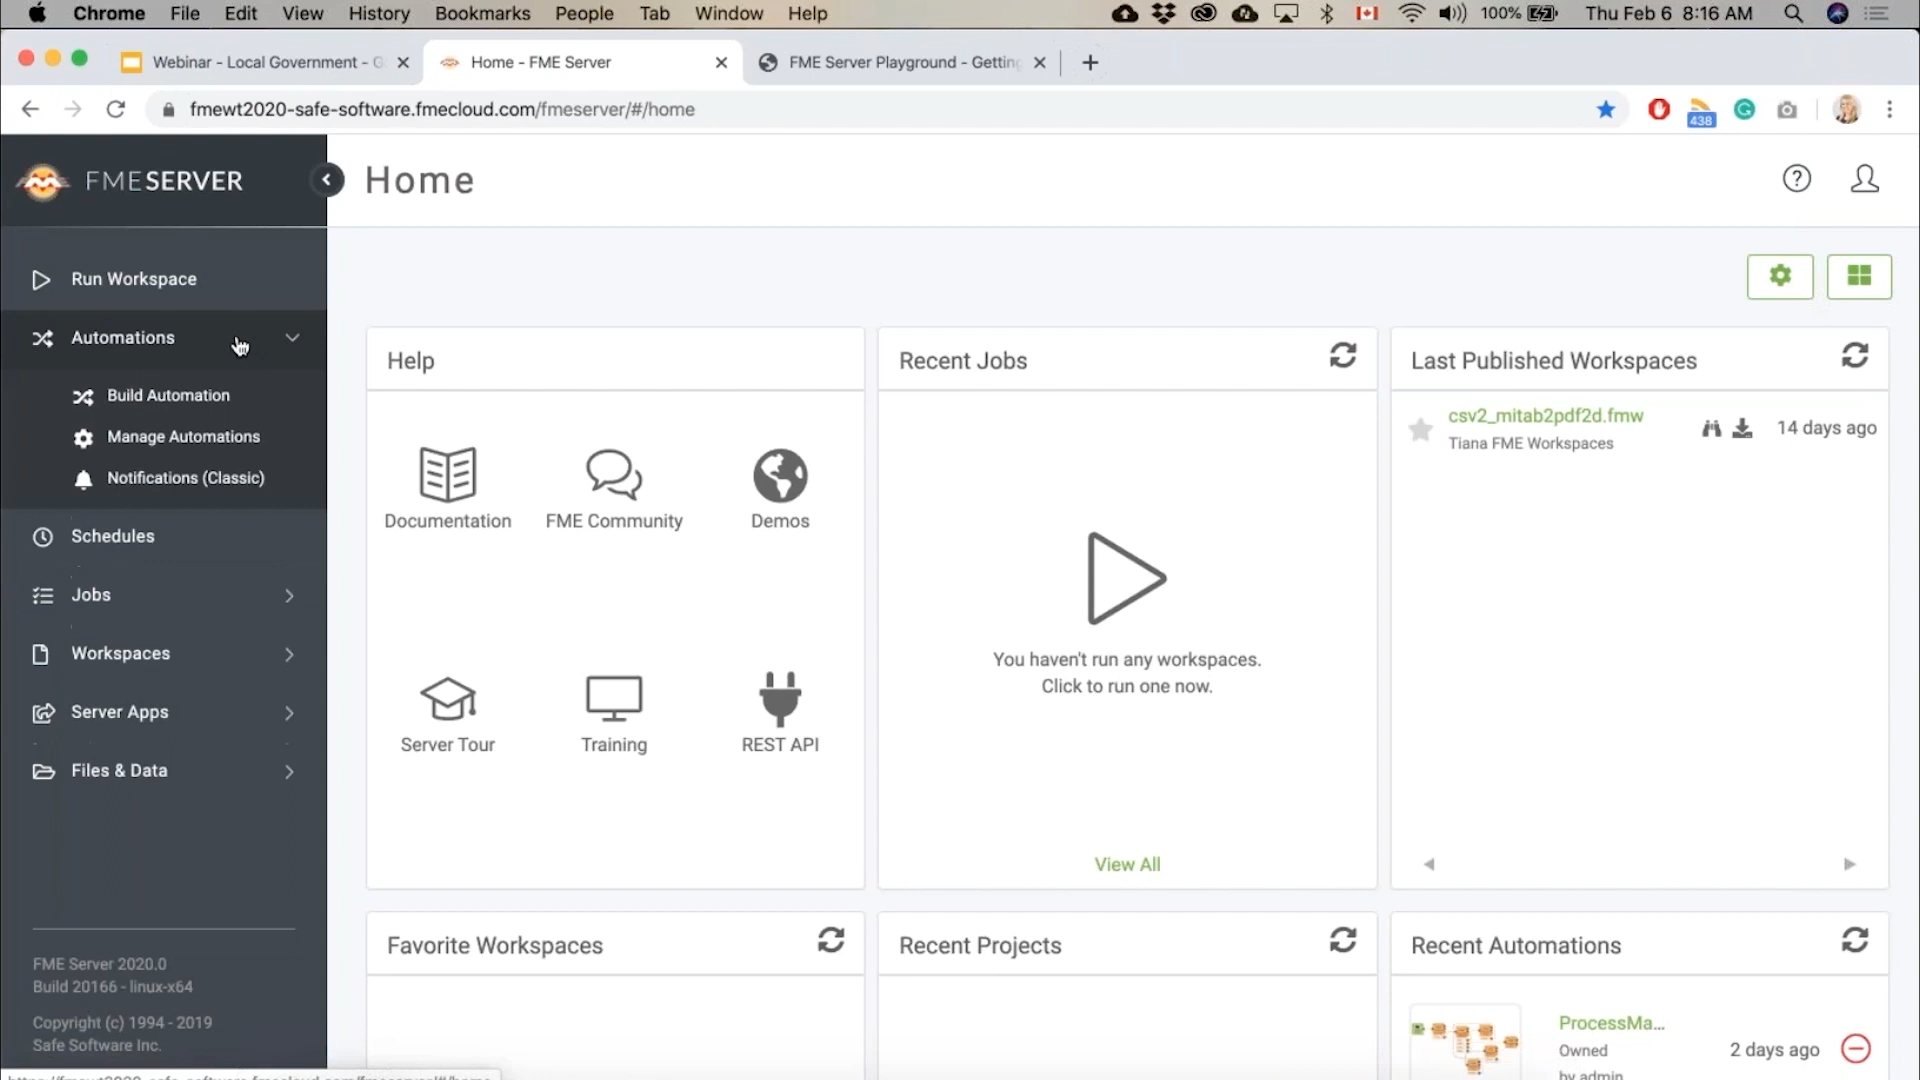 Chrome File Edit View History Bookmarks People Tab Window Help 100% Thu Feb 6 8:16 AM
Webinar - Local Government - G
Home - FME Server
FME Server Playground - Getting
fmewt2020-safe-software.fmecloud.com/fmeserver/#/home
438
FMESERVER
Home
Run Workspace
Automations
Build Automation
Manage Automations
Notifications (Classic)
Schedules
Jobs
Workspaces
Server Apps
Files & Data
FME Server 2020.0
Build 20166 - linux-x64
Copyright (c) 1994 - 2019
Safe Software Inc.
Help
Documentation
FME Community
Demos
Server Tour
Training
REST API
Recent Jobs
You haven't run any workspaces.
Click to run one now.
View All
Last Published Workspaces
csv2_mitab2pdf2d.fmw
Tiana FME Workspaces
14 days ago
Favorite Workspaces
Recent Projects
Recent Automations
ProcessMa...
Owned
by admin
2 days ago